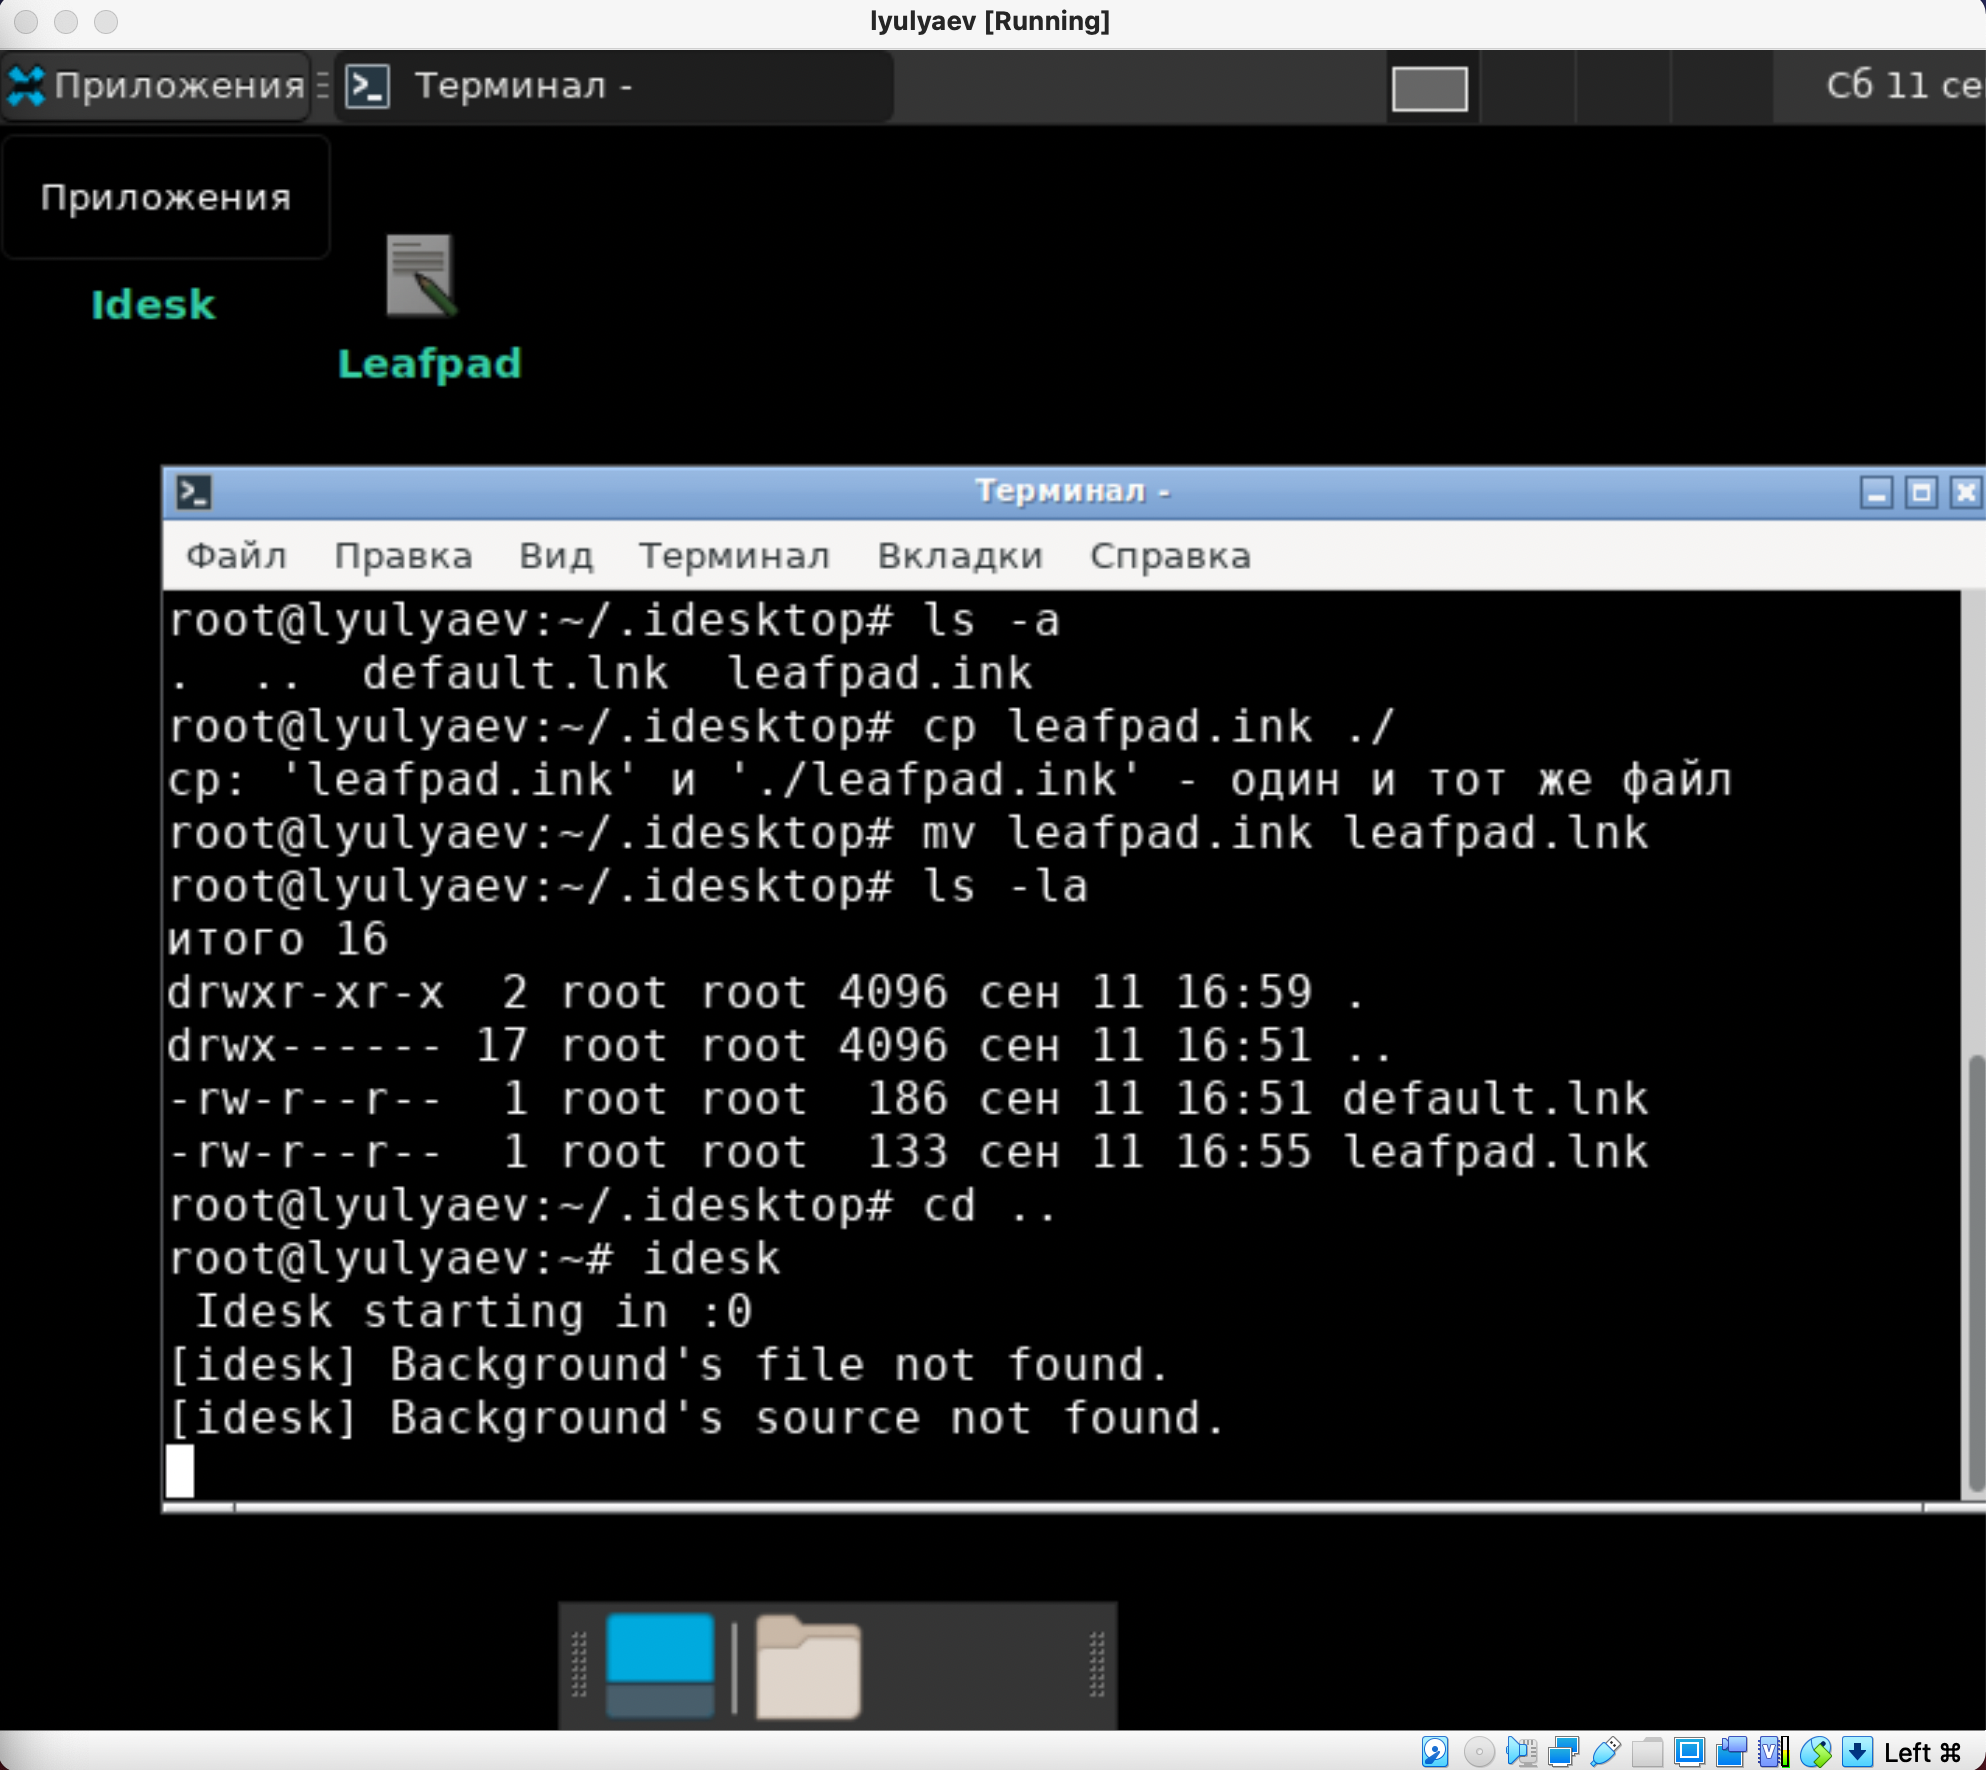 lyulyaev [Running]
Приложения
Терминал -
Сб 11 се
Приложения
Idesk
Leafpad
Терминал -
Файл Правка Вид Терминал Вкладки Справка
root@lyulyaev:~/.idesktop# ls -a
. .. default.lnk leafpad.ink
root@lyulyaev:~/.idesktop# cp leafpad.ink ./
cp: 'leafpad.ink' и './leafpad.ink' - один и тот же файл
root@lyulyaev:~/.idesktop# mv leafpad.ink leafpad.lnk
root@lyulyaev:~/.idesktop# ls -la
итого 16
drwxr-xr-x 2 root root 4096 сен 11 16:59 .
drwx------ 17 root root 4096 сен 11 16:51 ..
-rw-r--r-- 1 root root 186 сен 11 16:51 default.lnk
-rw-r--r-- 1 root root 133 сен 11 16:55 leafpad.lnk
root@lyulyaev:~/.idesktop# cd ..
root@lyulyaev:~# idesk
Idesk starting in :0
[idesk] Background's file not found.
[idesk] Background's source not found.
Left ⌘